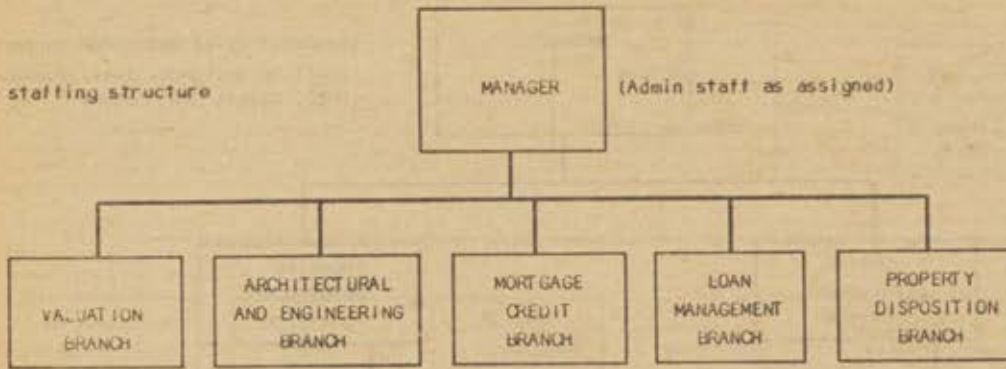 staffing structure
MANAGER
(Admin staff as assigned)
VALUATION
BRANCH
ARCHITECTURAL
AND ENGINEERING
BRANCH
MORTGAGE
CREDIT
BRANCH
LOAN
MANAGEMENT
BRANCH
PROPERTY
DISPOSITION
BRANCH